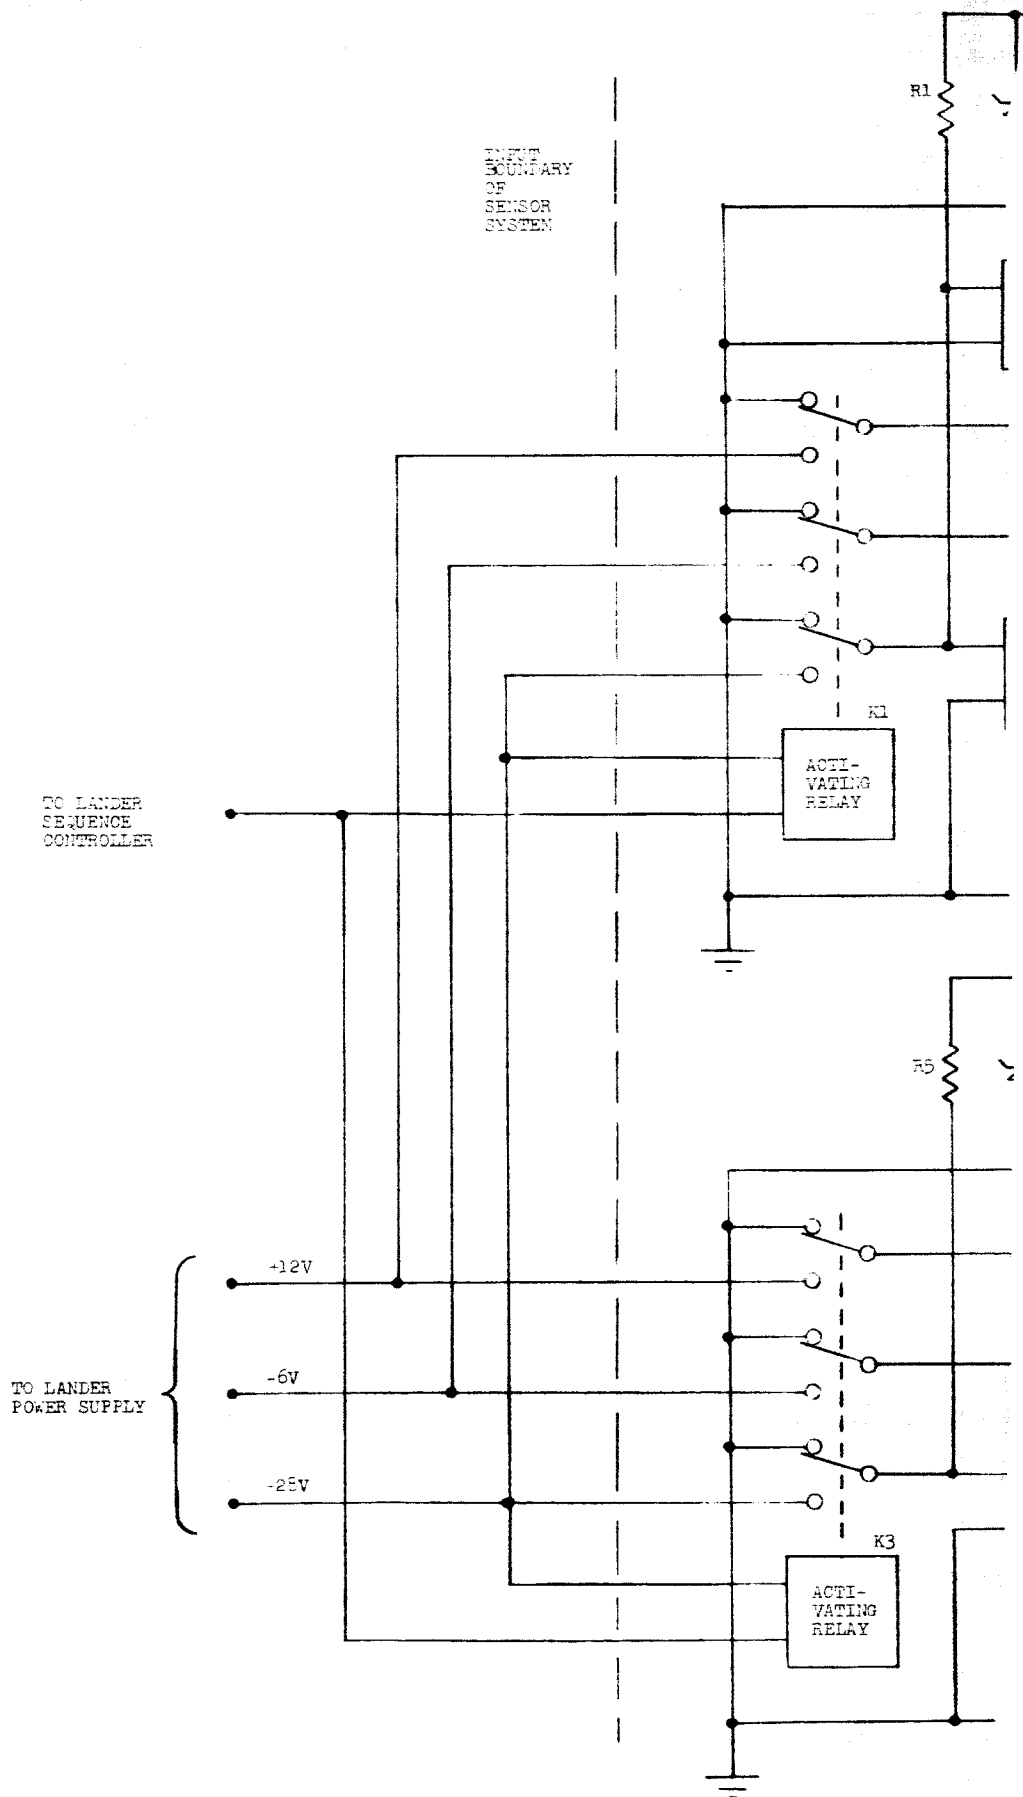 R1
INPUT
BOUNDARY
OF
SENSOR
SYSTEM
K1
ACTI-
VATING
RELAY
TO LANDER
SEQUENCE
CONTROLLER
R5
+12V
-6V
TO LANDER
POWER SUPPLY
-28V
K3
ACTI-
VATING
RELAY